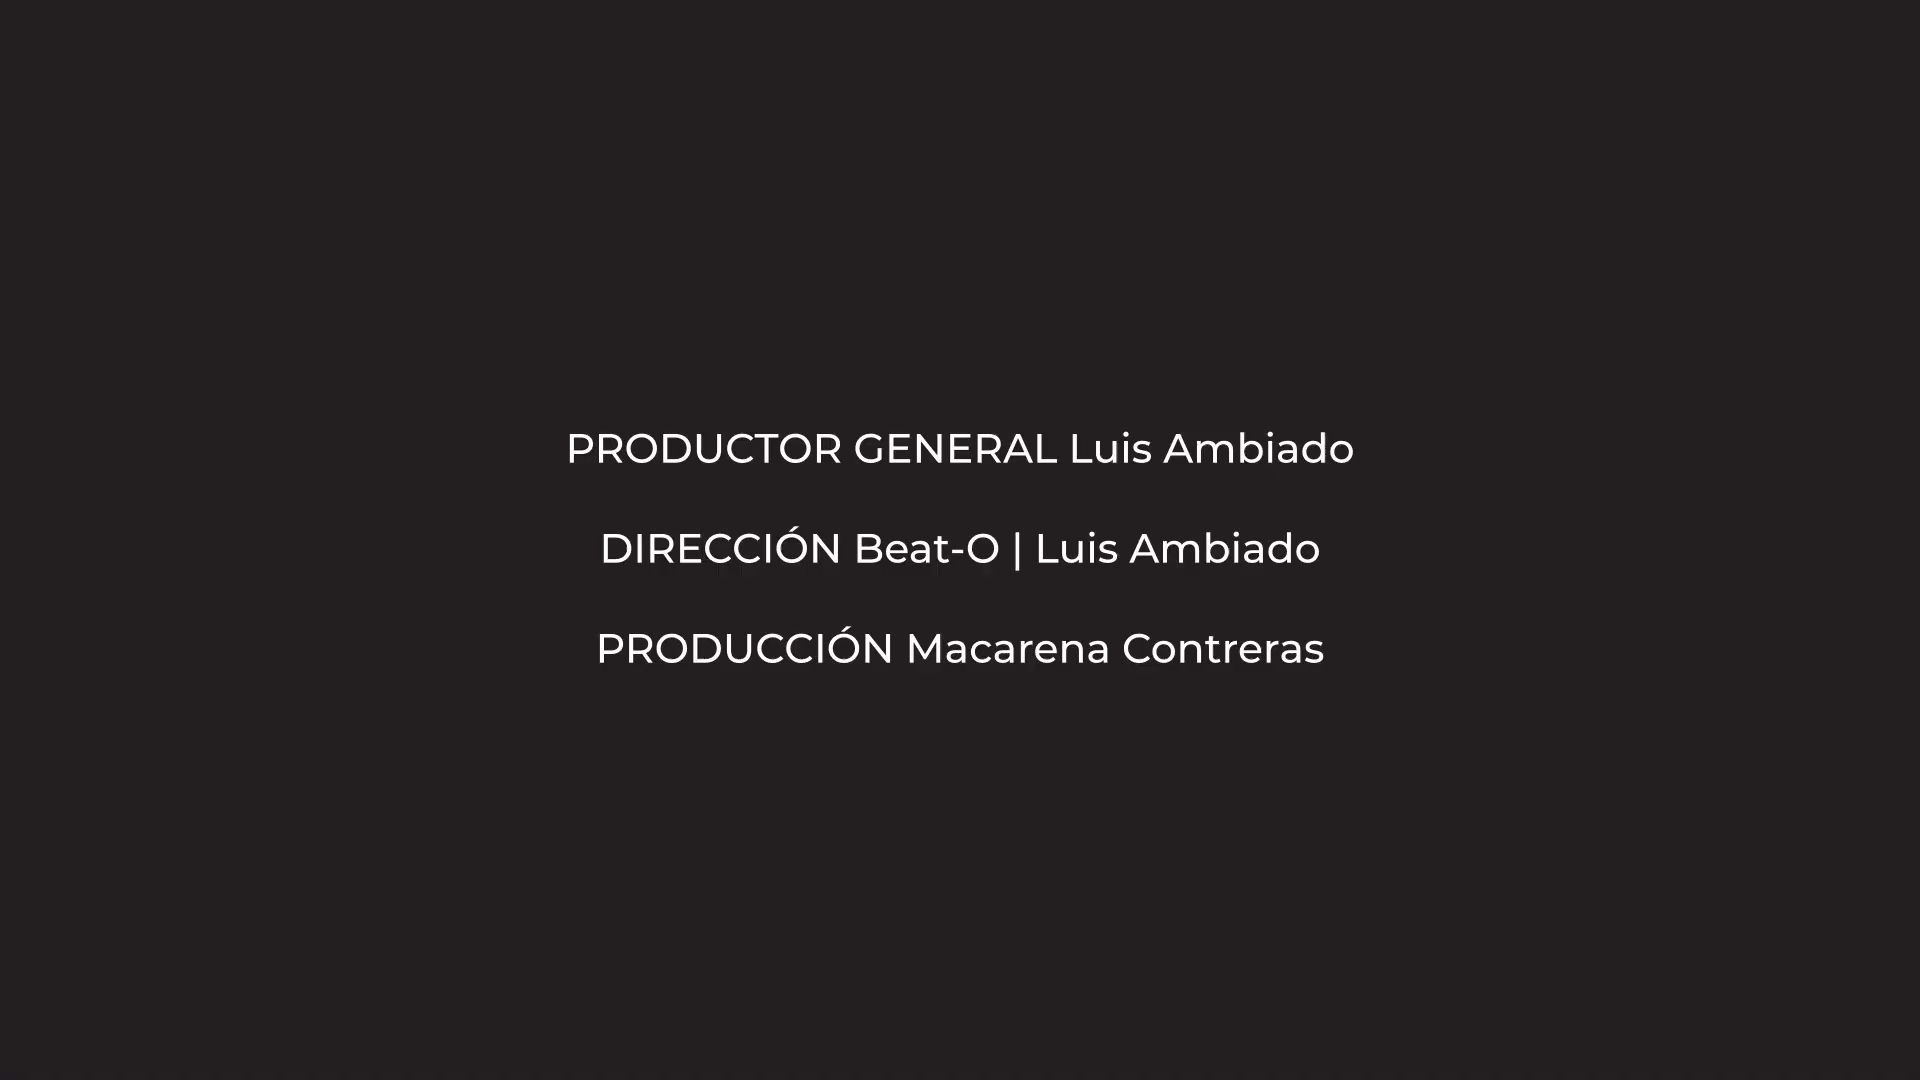 PRODUCTOR GENERAL Luis Ambiado
DIRECCIÓN Beat-O | Luis Ambiado
PRODUCCIÓN Macarena Contreras